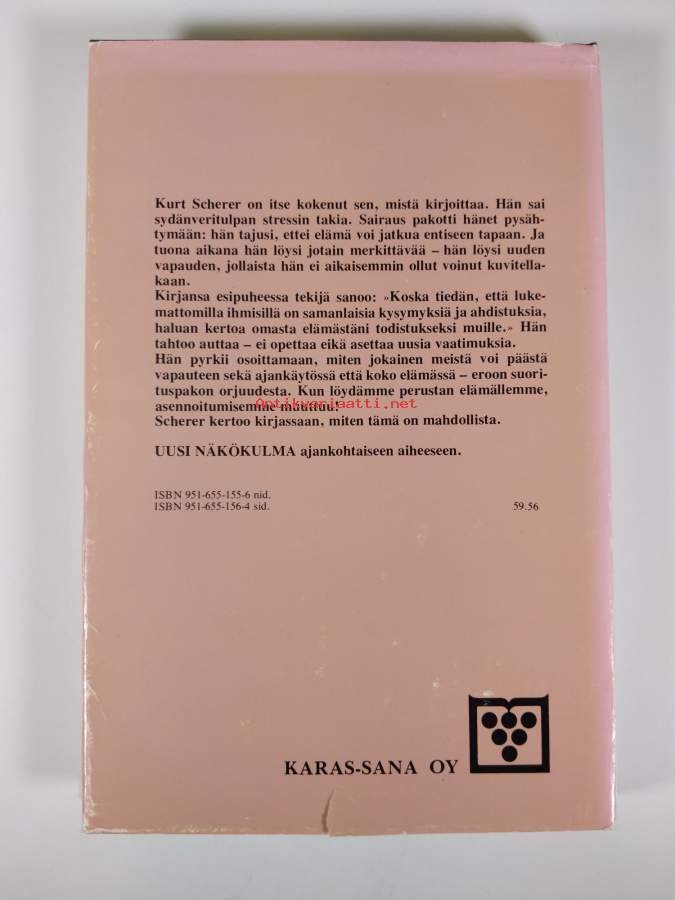 Kurt Scherer on itse kokenut sen, mistä kirjoittaa. Hän sai
sydänveritulpan stressin takia. Sairaus pakotti hänet pysäh-
tymään: hän tajusi, ettei elämä voi jatkua entiseen tapaan. Ja
tuona aikana hän löysi jotain merkittävää – hän löysi uuden
vapauden, jollaista hän ei aikaisemmin ollut voinut kuvitella-
kaan.
Kirjansa esipuheessa tekijä sanoo: »Koska tiedän, että luke-
mattomilla ihmisillä on samanlaisia kysymyksiä ja ahdistuksia,
haluan kertoa omasta elämästäni todistukseksi muille.» Hän
tahtoo auttaa – ei opettaa eikä asettaa uusia vaatimuksia.
Hän pyrkii osoittamaan, miten jokainen meistä voi päästä
vapauteen sekä ajankäytössä että koko elämässä – eroon suori-
tuspakon orjuudesta. Kun löydämme perustan elämällemme,
Antikvariaatti.net
asennoitumisemme muuttuu!
Scherer kertoo kirjassaan, miten tämä on mahdollista.
UUSI NÄKÖKULMA ajankohtaiseen aiheeseen.
ISBN 951-655-155-6 nid.
ISBN 951-655-156-4 sid. 59.56
KARAS-SANA OY